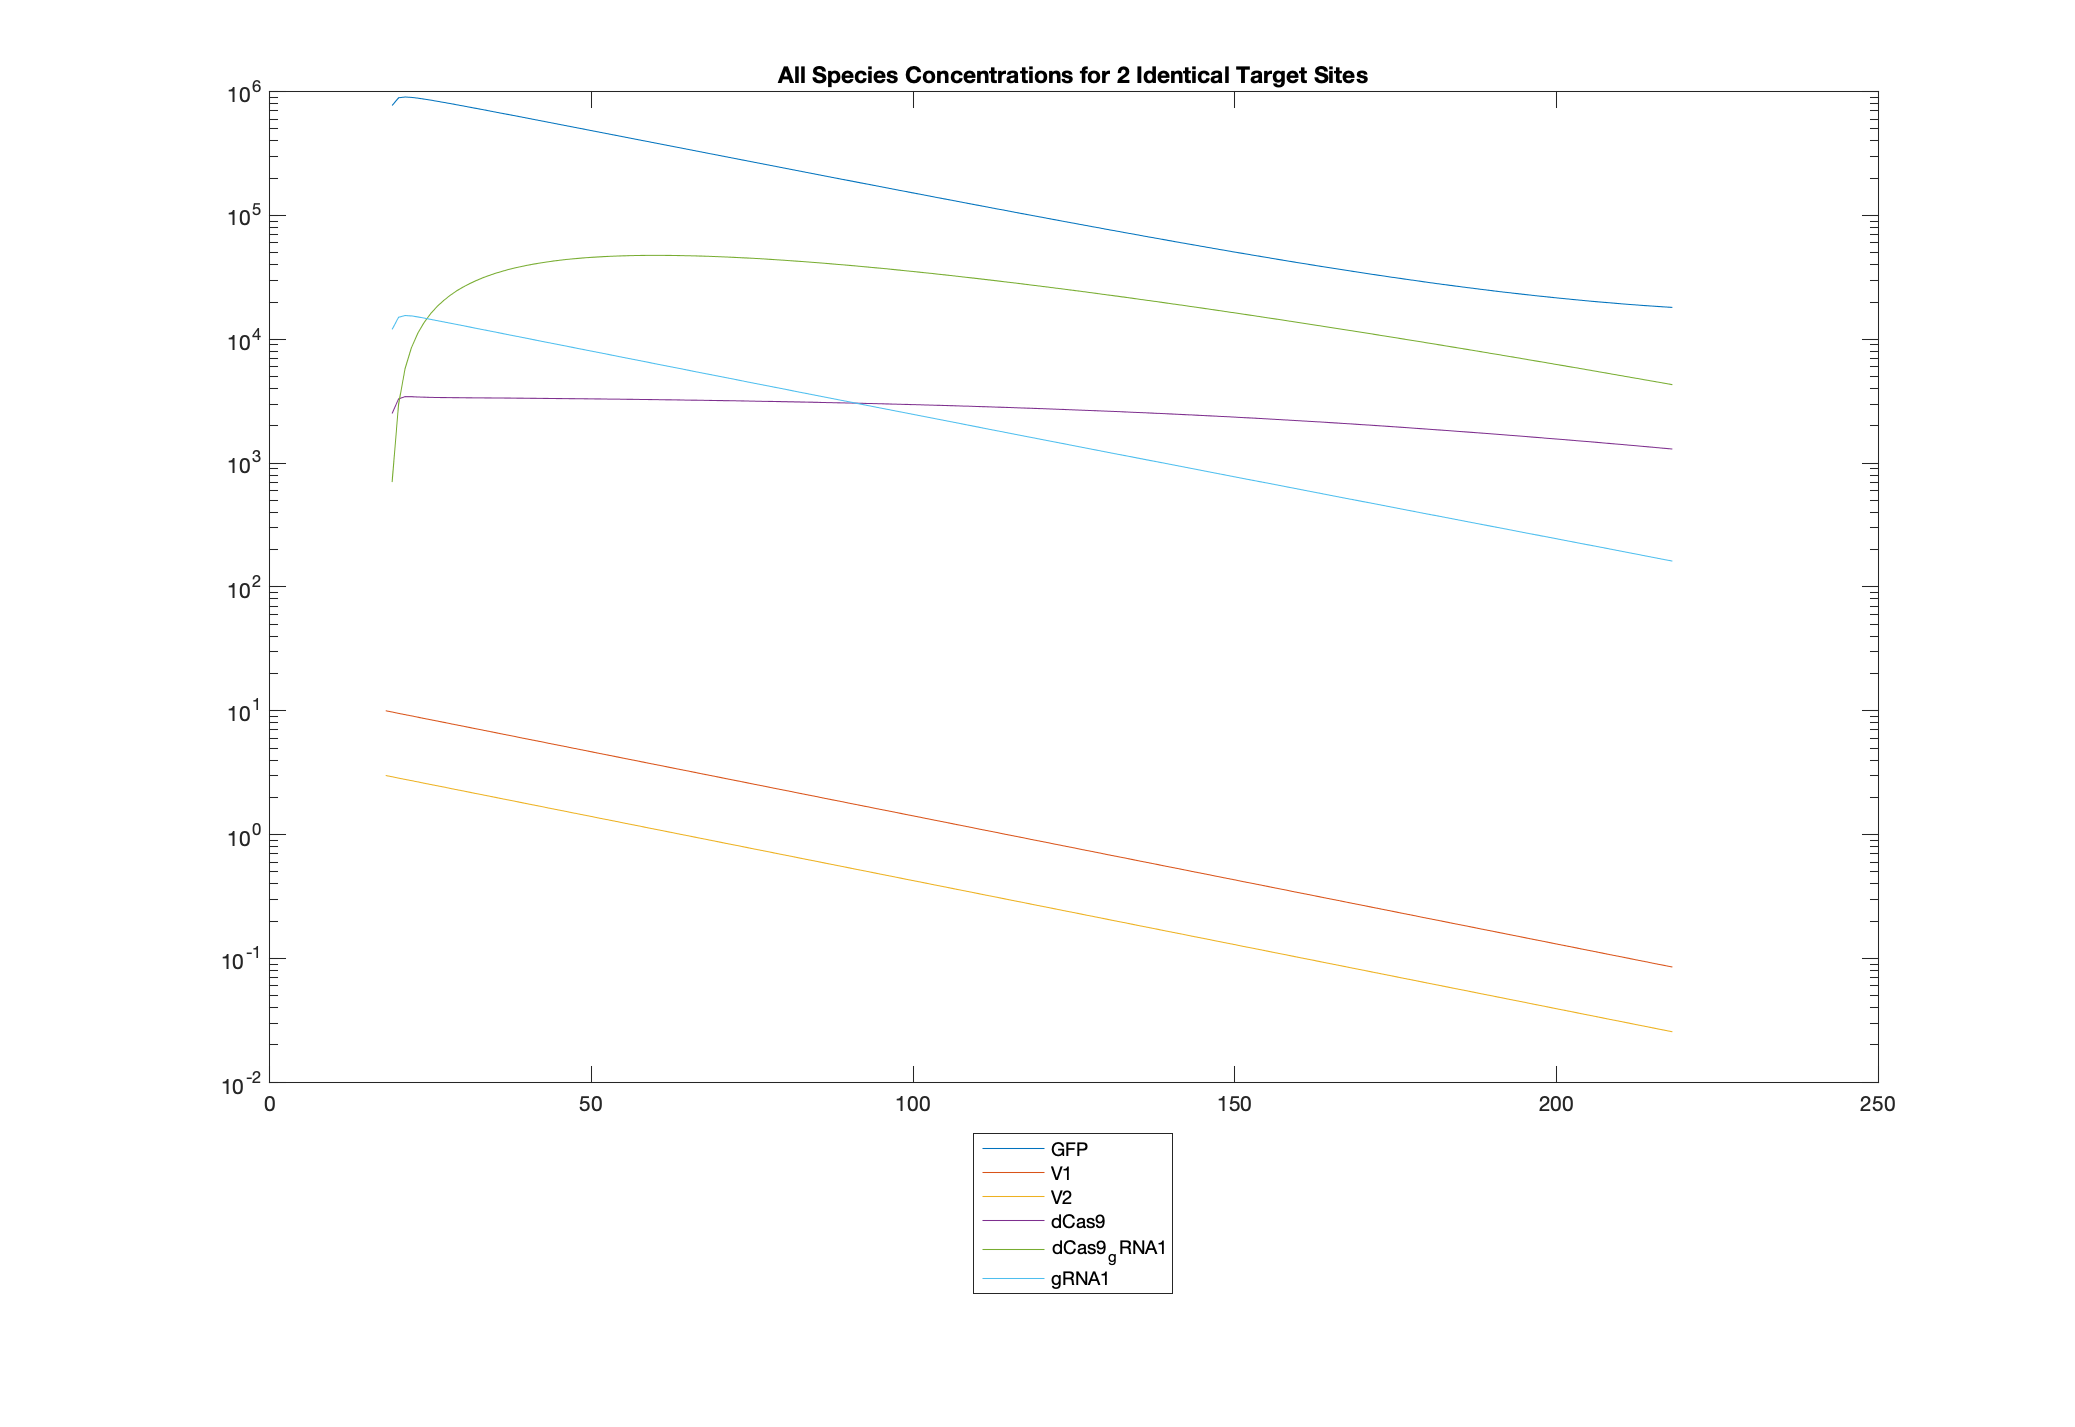 All Species Concentrations for 2 Identical Target Sites
10^6
10^5
10^4
10^3
10^2
10^1
10^0
10^-1
10^-2
0 50 100 150 200 250
GFP
V1
V2
dCas9
dCas9_gRNA1
gRNA1